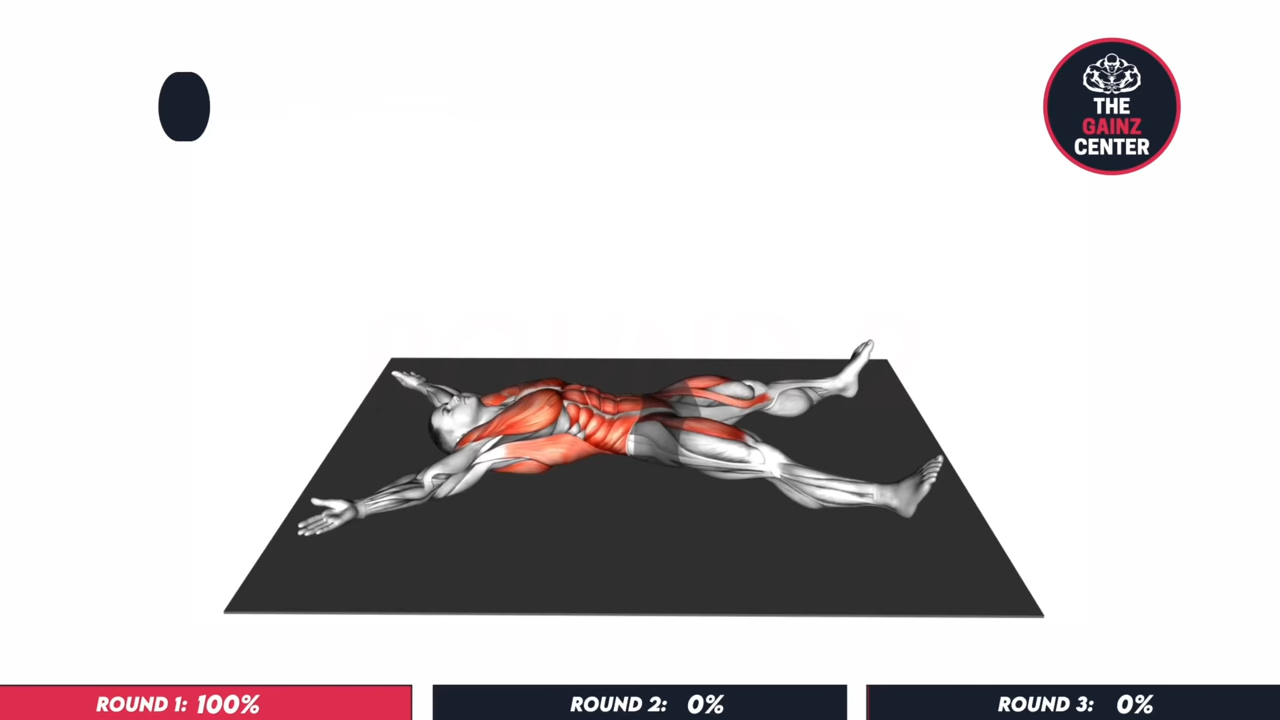 THE
GAINZ
CENTER
ROUND 1: 100%
ROUND 2: 0%
ROUND 3: 0%